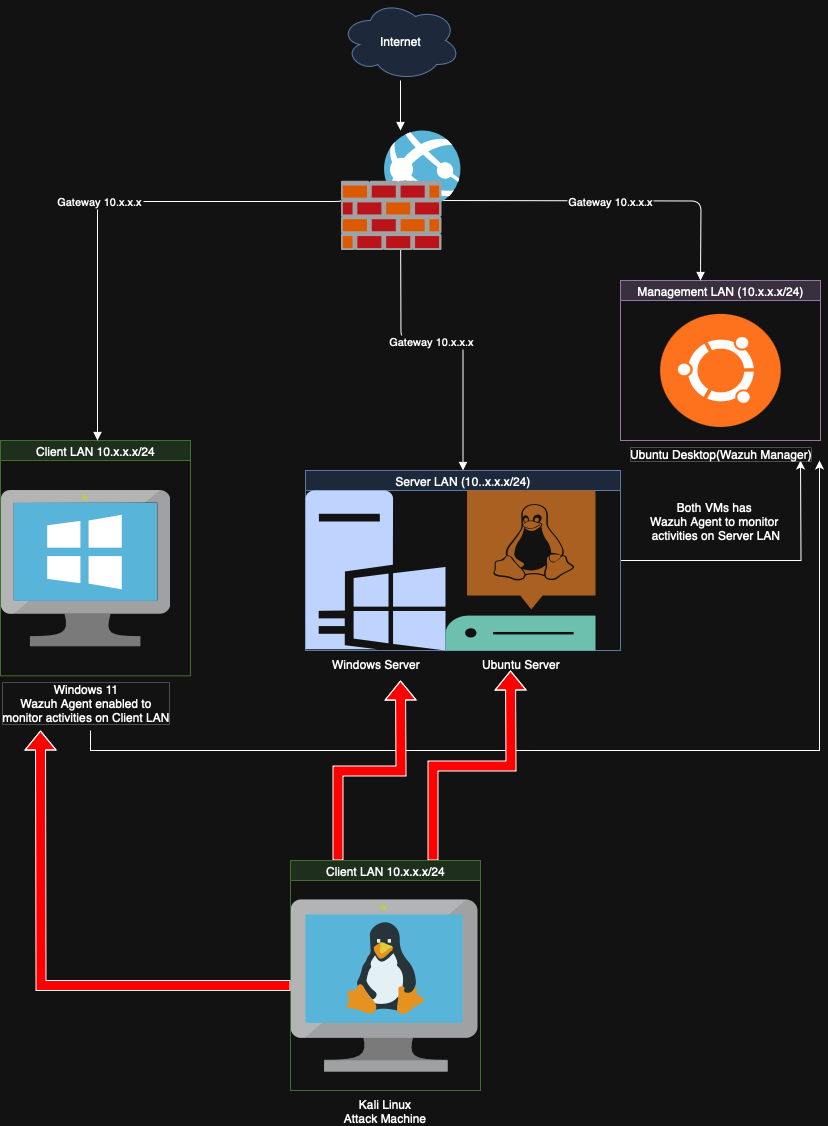 Internet
Gateway 10.x.x.x
Gateway 10.x.x.x
Management LAN (10.x.x.x/24)
Gateway 10.x.x.x
Client LAN 10.x.x.x/24
Ubuntu Desktop(Wazuh Manager)
Server LAN (10..x.x.x/24)
Both VMs has
Wazuh Agent to monitor
activities on Server LAN
Windows Server
Ubuntu Server
Windows 11
Wazuh Agent enabled to
monitor activities on Client LAN
Client LAN 10.x.x.x/24
Kali Linux
Attack Machine